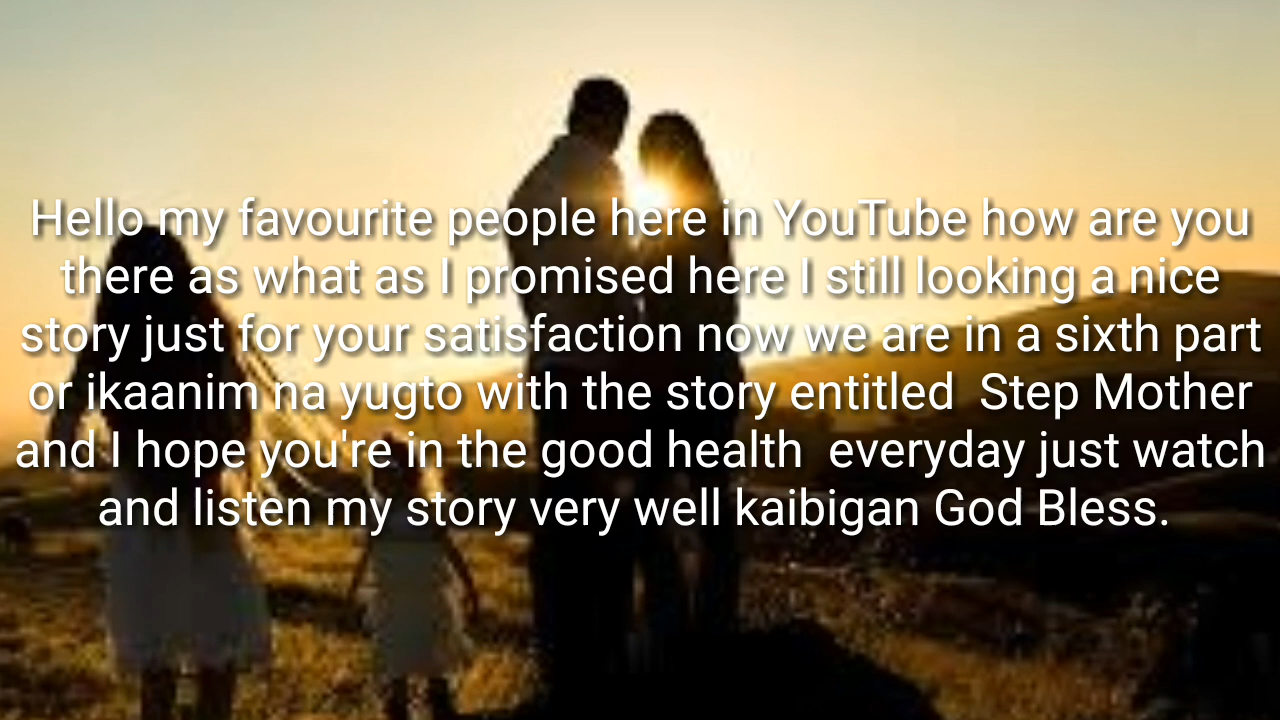 Hello my favourite people here in YouTube how are you
there as what as I promised here I still looking a nice
story just for your satisfaction now we are in a sixth part
or ikaanim na yugto with the story entitled  Step Mother
and I hope you're in the good health  everyday just watch
and listen my story very well kaibigan God Bless.